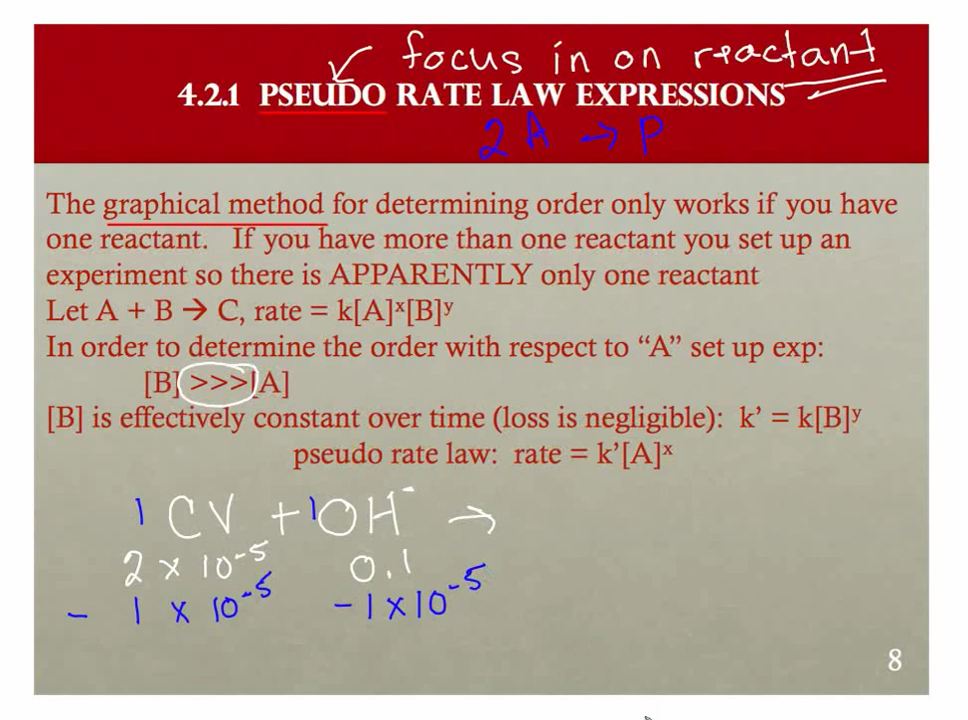 focus in on reactant
4.2.1 PSEUDO RATE LAW EXPRESSIONS
2A → P
The graphical method for determining order only works if you have
one reactant. If you have more than one reactant you set up an
experiment so there is APPARENTLY only one reactant
Let A + B → C, rate = k[A]ˣ[B]ʸ
In order to determine the order with respect to “A” set up exp:
[B] >>>[A]
[B] is effectively constant over time (loss is negligible): k’ = k[B]ʸ
pseudo rate law: rate = k’[A]ˣ
1 CV + 1 OH⁻ →
2 × 10⁻⁵ 0.1
- 1 × 10⁻⁵ - 1 × 10⁻⁵
8